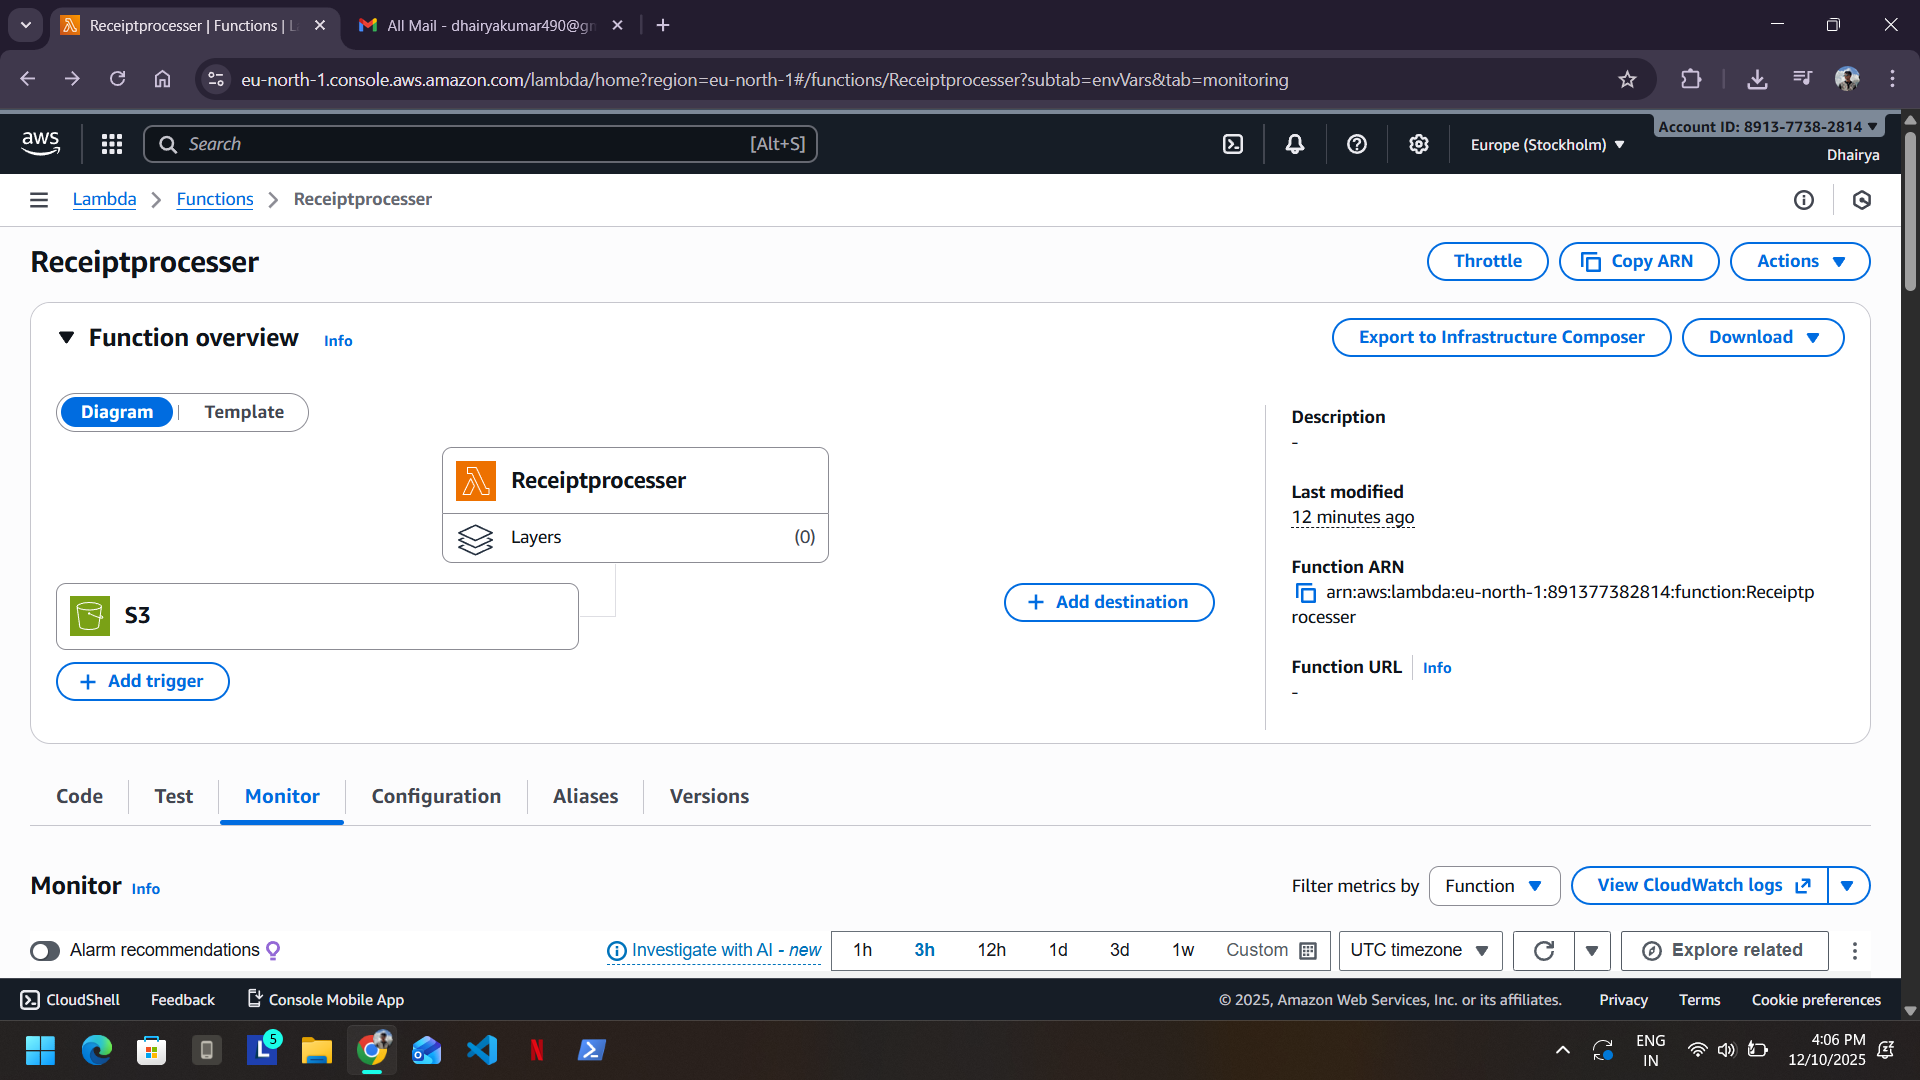 Receiptprocesser | Functions | L
All Mail - dhairyakumar490@gm
eu-north-1.console.aws.amazon.com/lambda/home?region=eu-north-1#/functions/Receiptprocesser?subtab=envVars&tab=monitoring
aws
Search
[Alt+S]
Europe (Stockholm)
Account ID: 8913-7738-2814
Dhairya
Lambda
Functions
Receiptprocesser
Receiptprocesser
Throttle
Copy ARN
Actions
Function overview
Info
Export to Infrastructure Composer
Download
Diagram
Template
Receiptprocesser
Layers
(0)
S3
Add trigger
Add destination
Description
-
Last modified
12 minutes ago
Function ARN
arn:aws:lambda:eu-north-1:891377382814:function:Receiptp
rocesser
Function URL
Info
-
Code
Test
Monitor
Configuration
Aliases
Versions
Monitor
Info
Filter metrics by
Function
View CloudWatch logs
Alarm recommendations
Investigate with AI - new
1h
3h
12h
1d
3d
1w
Custom
UTC timezone
Explore related
CloudShell
Feedback
Console Mobile App
© 2025, Amazon Web Services, Inc. or its affiliates.
Privacy
Terms
Cookie preferences
L
5
N
ENG
IN
4:06 PM
12/10/2025